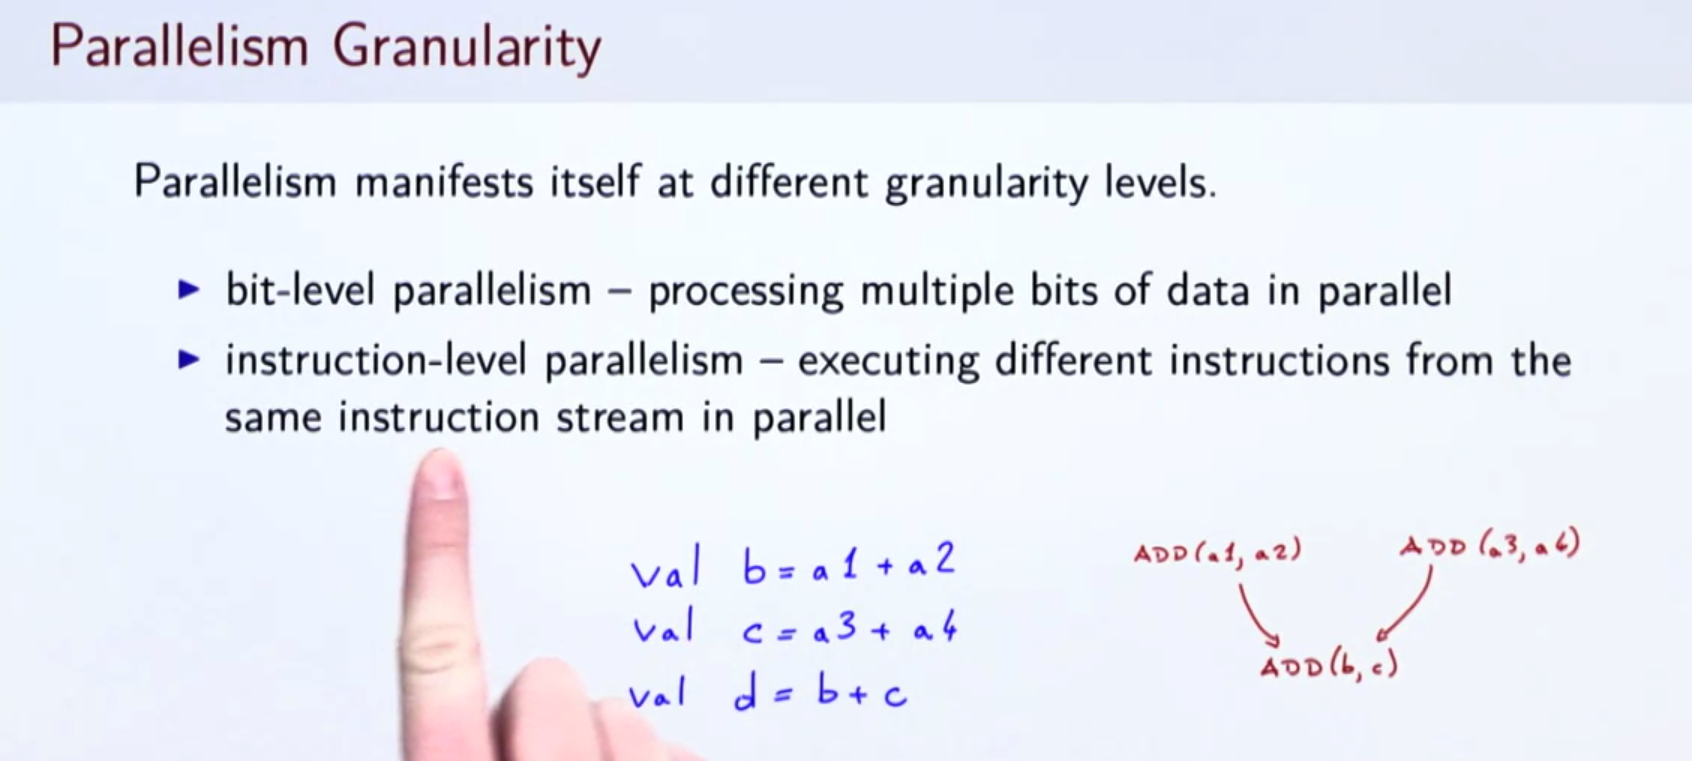 Parallelism Granularity
Parallelism manifests itself at different granularity levels.
▶ bit-level parallelism – processing multiple bits of data in parallel
▶ instruction-level parallelism – executing different instructions from the
same instruction stream in parallel
val b = a1 + a2
val c = a3 + a4
val d = b + c
ADD (a1, a2)
ADD (a3, a4)
ADD (b, c)